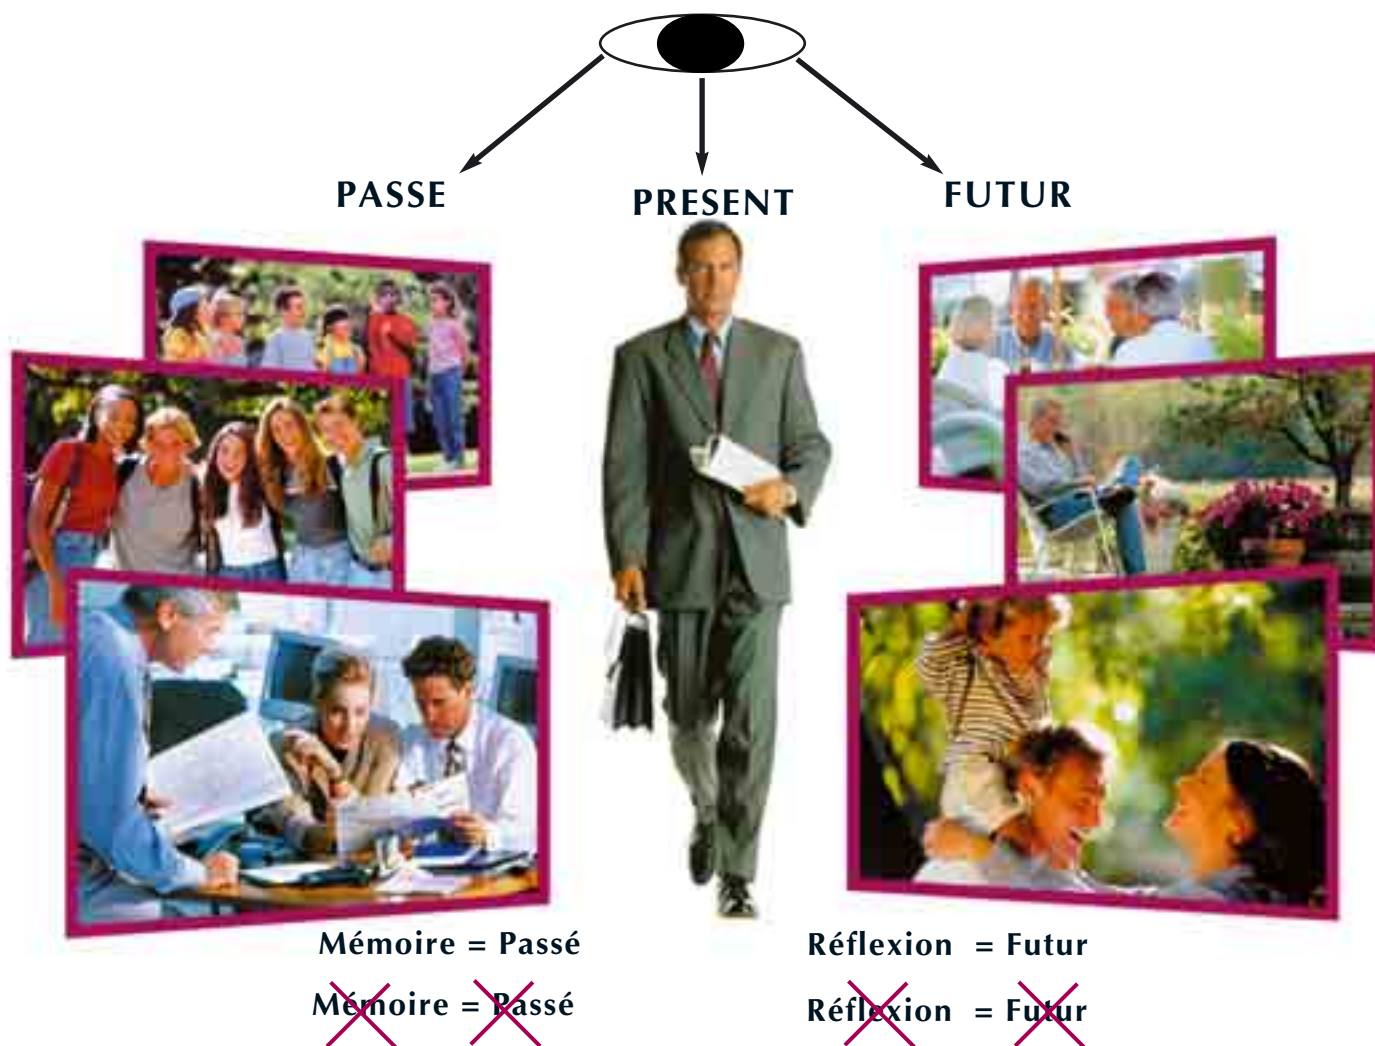 PASSE
PRESENT
FUTUR
Mémoire = Passé
Réflexion = Futur
Mémoire = Passé
Réflexion = Futur